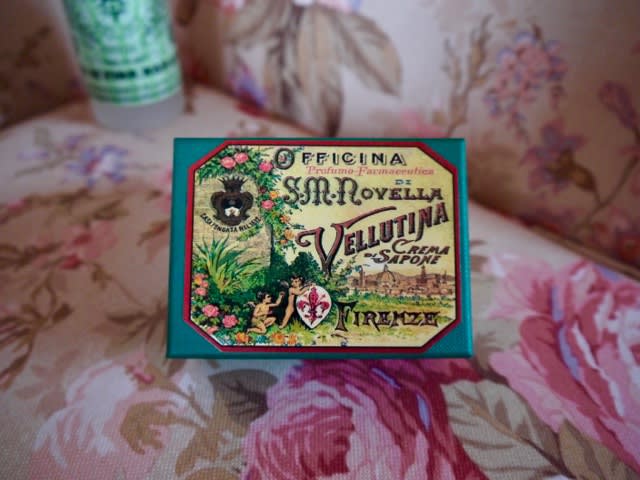 OFFICINA
Profumo-Farmaceutica
DI
S.M. NOVELLA
VELLUTINA
CREMA
DI SAPONE
FIRENZE